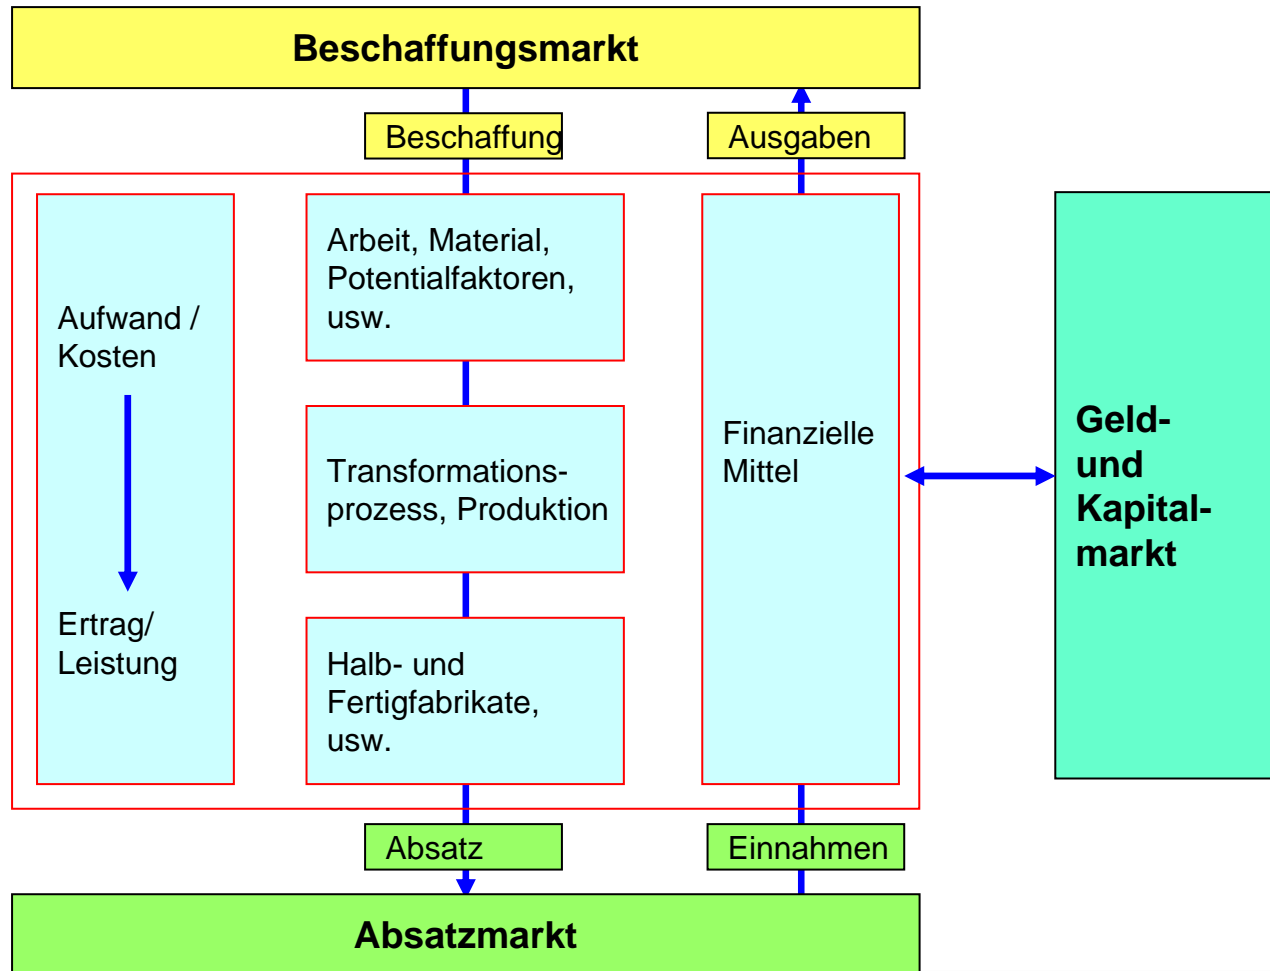 Beschaffungsmarkt
Beschaffung
Ausgaben
Aufwand /
Kosten
Ertrag/
Leistung
Arbeit, Material,
Potentialfaktoren,
usw.
Transformations-
prozess, Produktion
Halb- und
Fertigfabrikate,
usw.
Finanzielle
Mittel
Geld-
und
Kapital-
markt
Absatz
Einnahmen
Absatzmarkt